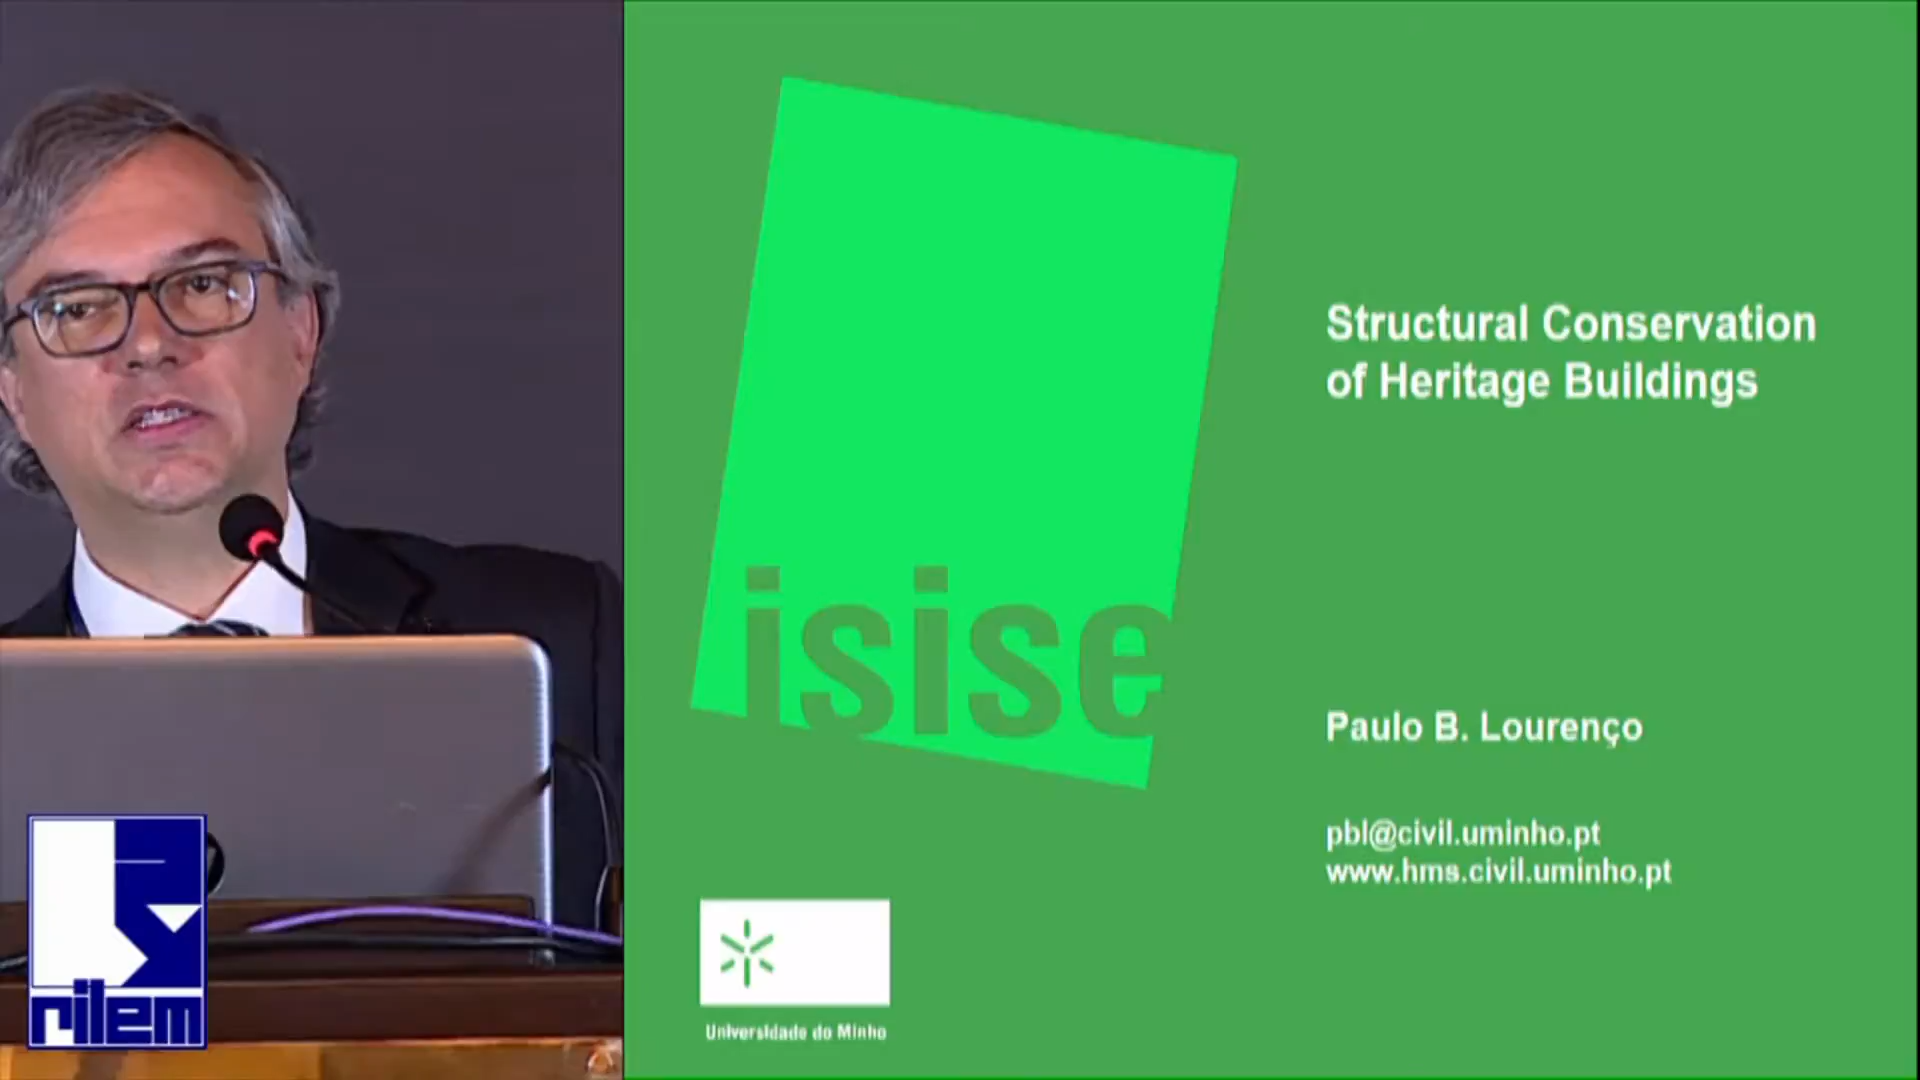 Structural Conservation
of Heritage Buildings
isise
Paulo B. Lourenço
pbl@civil.uminho.pt
www.hms.civil.uminho.pt
Universidade do Minho
rilem